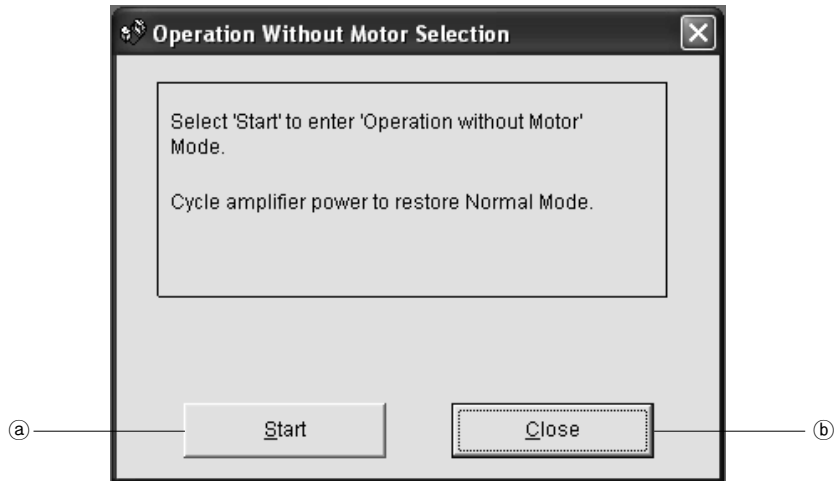 Operation Without Motor Selection
Select 'Start' to enter 'Operation without Motor'
Mode.
Cycle amplifier power to restore Normal Mode.
ⓐ Start Close ⓑ